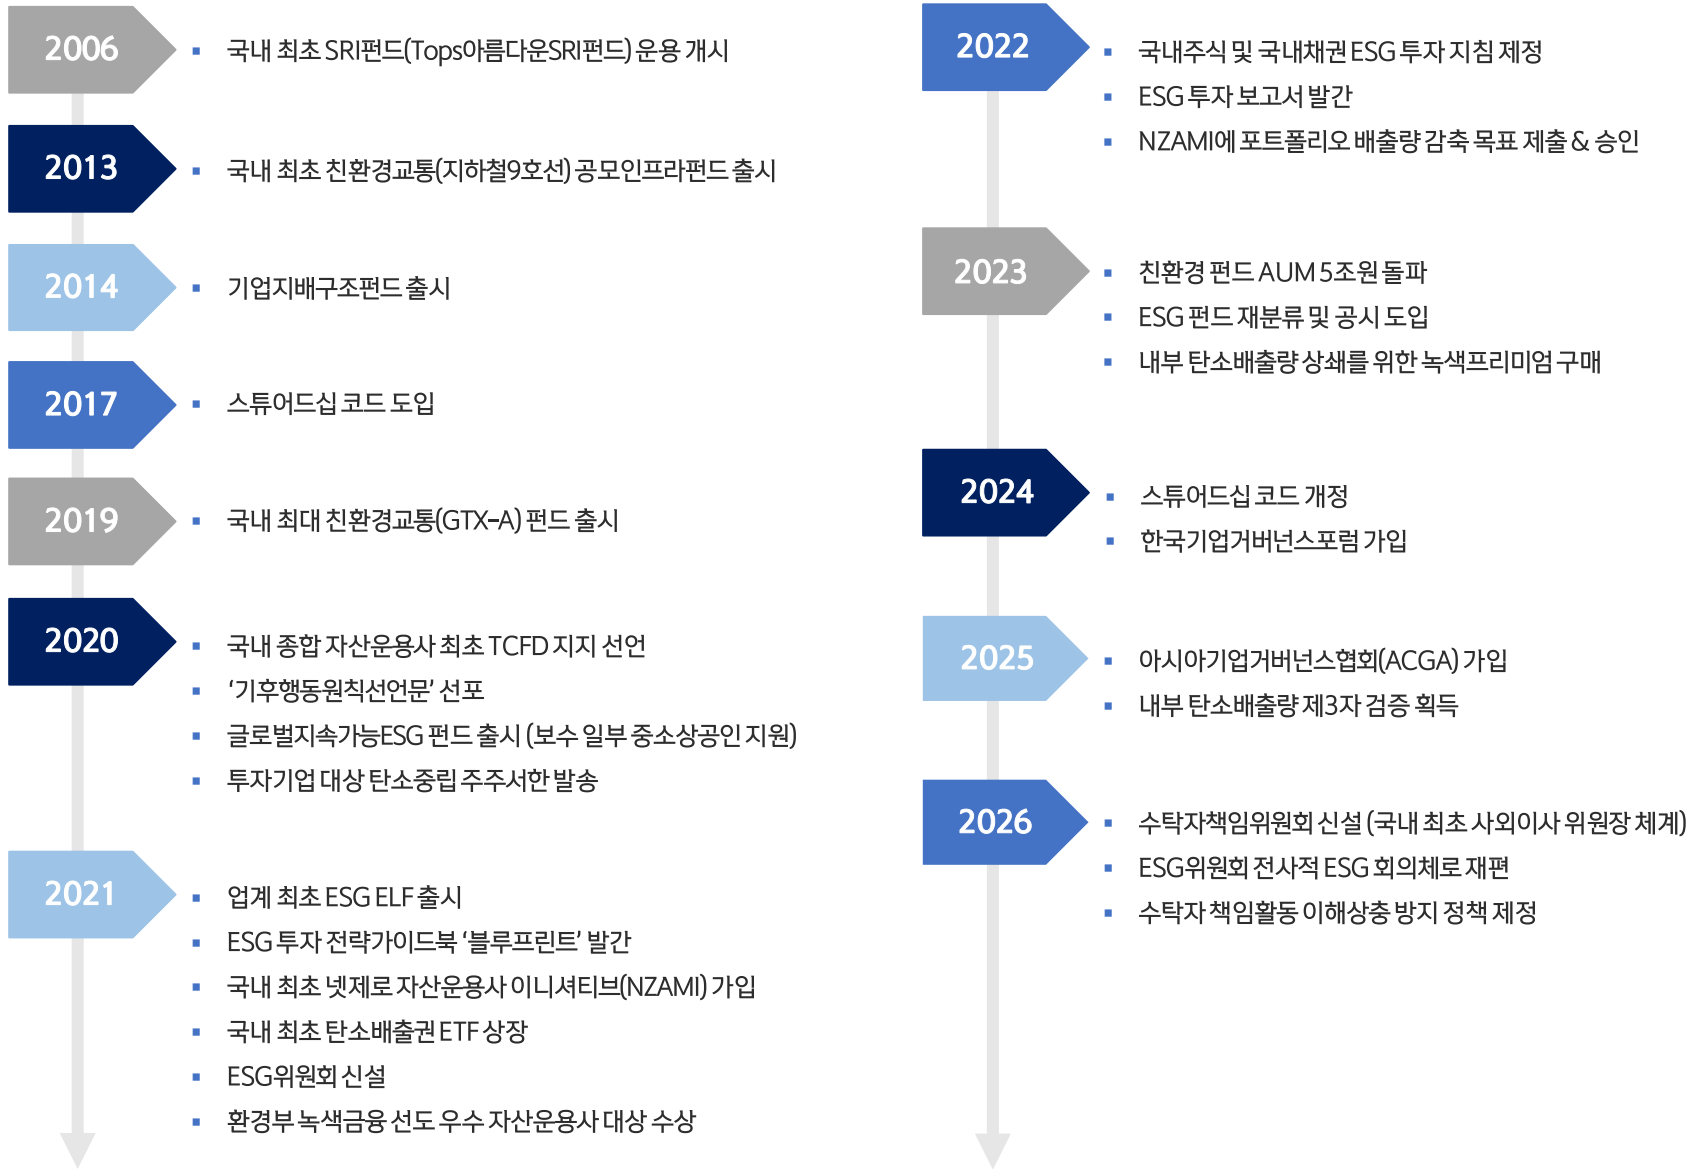 2006
국내 최초 SRI펀드(Tops아름다운SRI펀드) 운용 개시
2013
국내 최초 친환경교통(지하철9호선) 공모인프라펀드 출시
2014
기업지배구조펀드 출시
2017
스튜어드십 코드 도입
2019
국내 최대 친환경교통(GTX-A) 펀드 출시
2020
국내 종합 자산운용사 최초 TCFD 지지 선언
‘기후행동원칙선언문’ 선포
글로벌지속가능ESG 펀드 출시 (보수 일부 중소상공인 지원)
투자기업 대상 탄소중립 주주서한 발송
2021
업계 최초 ESG ELF 출시
ESG 투자 전략가이드북 ‘블루프린트’ 발간
국내 최초 넷제로 자산운용사 이니셔티브(NZAMI) 가입
국내 최초 탄소배출권 ETF 상장
ESG위원회 신설
환경부 녹색금융 선도 우수 자산운용사 대상 수상
2022
국내주식 및 국내채권 ESG 투자 지침 제정
ESG 투자 보고서 발간
NZAMI에 포트폴리오 배출량 감축 목표 제출 & 승인
2023
친환경 펀드 AUM 5조원 돌파
ESG 펀드 재분류 및 공시 도입
내부 탄소배출량 상쇄를 위한 녹색프리미엄 구매
2024
스튜어드십 코드 개정
한국기업거버넌스포럼 가입
2025
아시아기업거버넌스협회(ACGA) 가입
내부 탄소배출량 제3자 검증 획득
2026
수탁자책임위원회 신설 (국내 최초 사외이사 위원장 체계)
ESG위원회 전사적 ESG 회의체로 재편
수탁자 책임활동 이해상충 방지 정책 제정